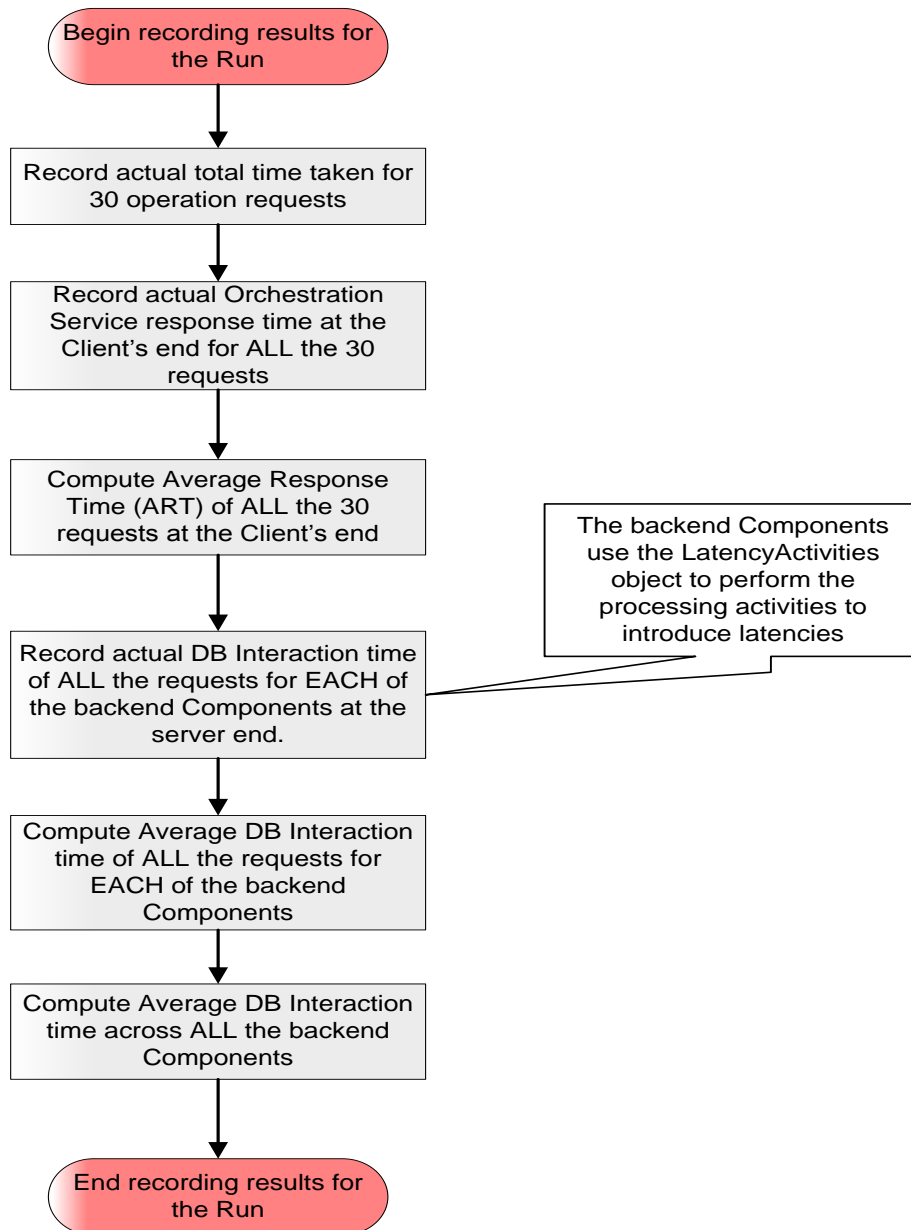 Begin recording results for
the Run
Record actual total time taken for
30 operation requests
Record actual Orchestration
Service response time at the
Client's end for ALL the 30
requests
Compute Average Response
Time (ART) of ALL the 30
requests at the Client's end
The backend Components
use the LatencyActivities
object to perform the
processing activities to
introduce latencies
Record actual DB Interaction time
of ALL the requests for EACH of
the backend Components at the
server end.
Compute Average DB Interaction
time of ALL the requests for
EACH of the backend
Components
Compute Average DB Interaction
time across ALL the backend
Components
End recording results for
the Run